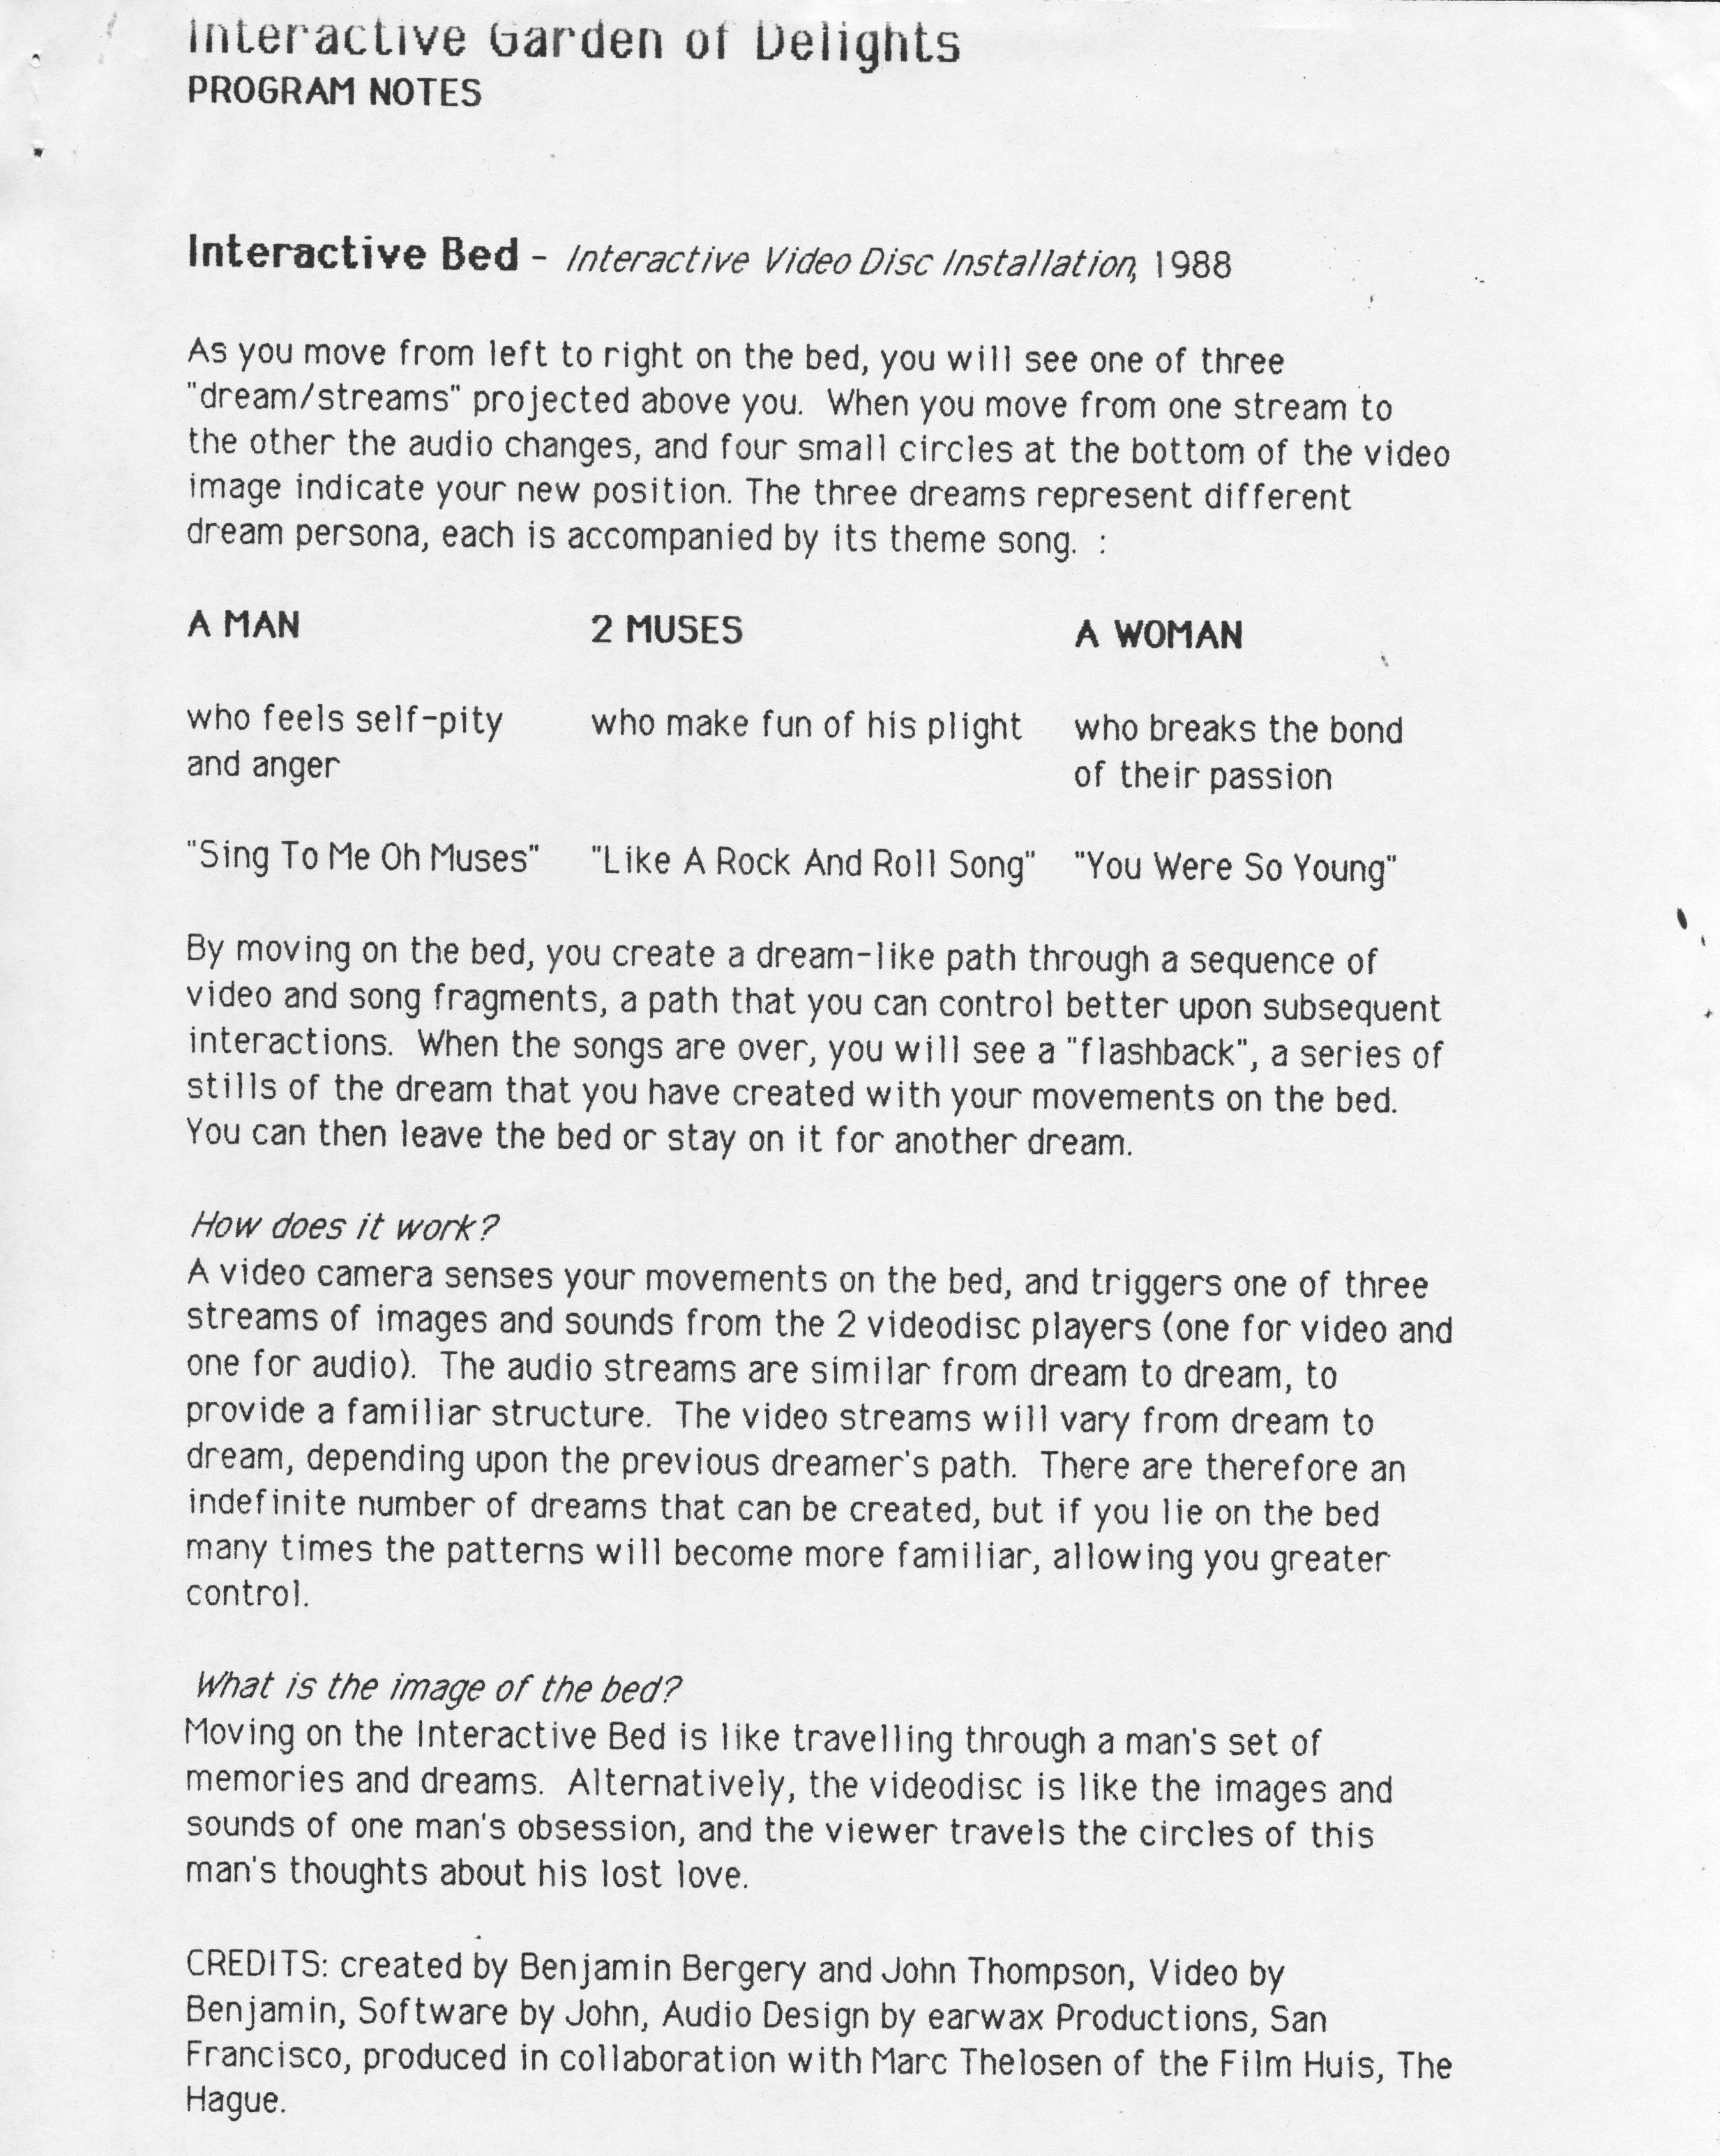 Interactive Garden of Delights
PROGRAM NOTES
Interactive Bed - Interactive Video Disc Installation, 1988
As you move from left to right on the bed, you will see one of three
"dream/streams" projected above you. When you move from one stream to
the other the audio changes, and four small circles at the bottom of the video
image indicate your new position. The three dreams represent different
dream persona, each is accompanied by its theme song. :
A MAN 2 MUSES A WOMAN
who feels self-pity who make fun of his plight who breaks the bond
and anger of their passion
"Sing To Me Oh Muses" "Like A Rock And Roll Song" "You Were So Young"
By moving on the bed, you create a dream-like path through a sequence of
video and song fragments, a path that you can control better upon subsequent
interactions. When the songs are over, you will see a "flashback", a series of
stills of the dream that you have created with your movements on the bed.
You can then leave the bed or stay on it for another dream.
How does it work?
A video camera senses your movements on the bed, and triggers one of three
streams of images and sounds from the 2 videodisc players (one for video and
one for audio). The audio streams are similar from dream to dream, to
provide a familiar structure. The video streams will vary from dream to
dream, depending upon the previous dreamer's path. There are therefore an
indefinite number of dreams that can be created, but if you lie on the bed
many times the patterns will become more familiar, allowing you greater
control.
What is the image of the bed?
Moving on the Interactive Bed is like travelling through a man's set of
memories and dreams. Alternatively, the videodisc is like the images and
sounds of one man's obsession, and the viewer travels the circles of this
man's thoughts about his lost love.
CREDITS: created by Benjamin Bergery and John Thompson, Video by
Benjamin, Software by John, Audio Design by earwax Productions, San
Francisco, produced in collaboration with Marc Thelosen of the Film Huis, The
Hague.